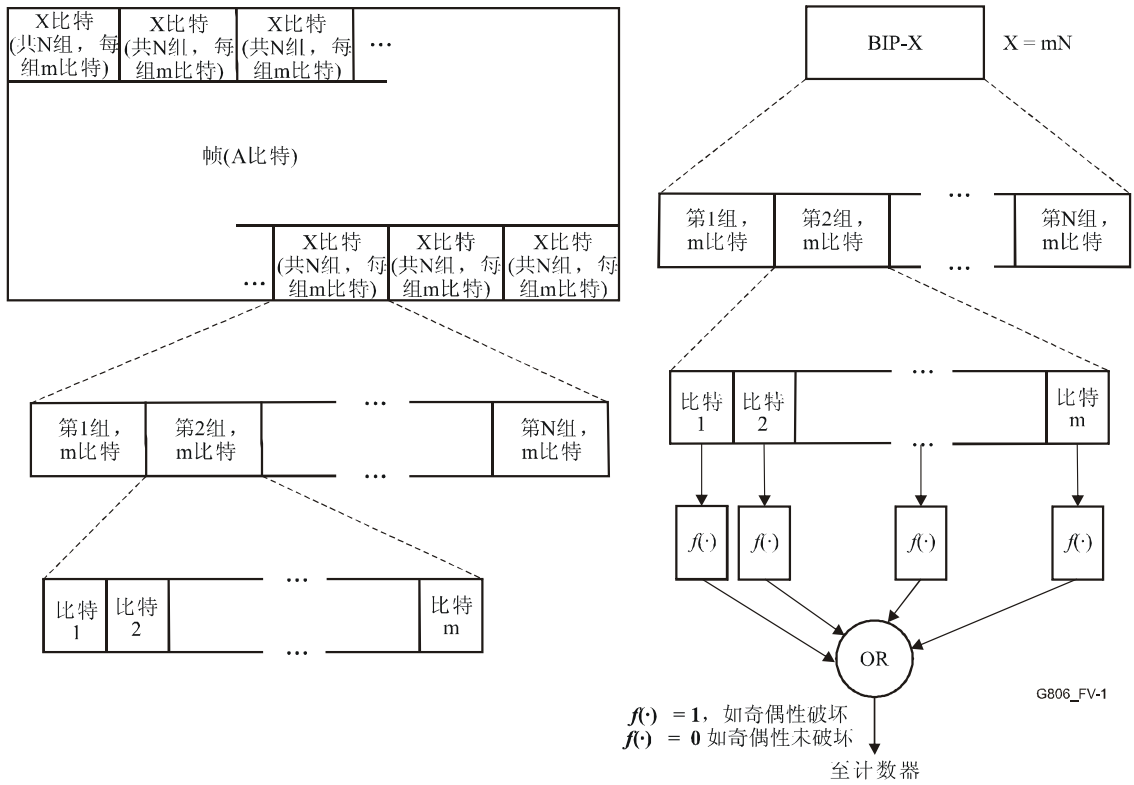 X比特
(共N组，每
组m比特)
X比特
(共N组，每
组m比特)
X比特
(共N组，每
组m比特)
...
帧(A比特)
...
X比特
(共N组，每
组m比特)
X比特
(共N组，每
组m比特)
X比特
(共N组，每
组m比特)
...
第1组，
m比特
第2组，
m比特
第N组，
m比特
...
...
比特
1
比特
2
比特
m
...
BIP-X
X = mN
...
第1组，
m比特
第2组，
m比特
第N组，
m比特
...
...
比特
1
比特
2
比特
m
...
f(·)
f(·)
f(·)
f(·)
OR
G806_FV-1
f(·) = 1，如奇偶性破坏
f(·) = 0 如奇偶性未破坏
至计数器